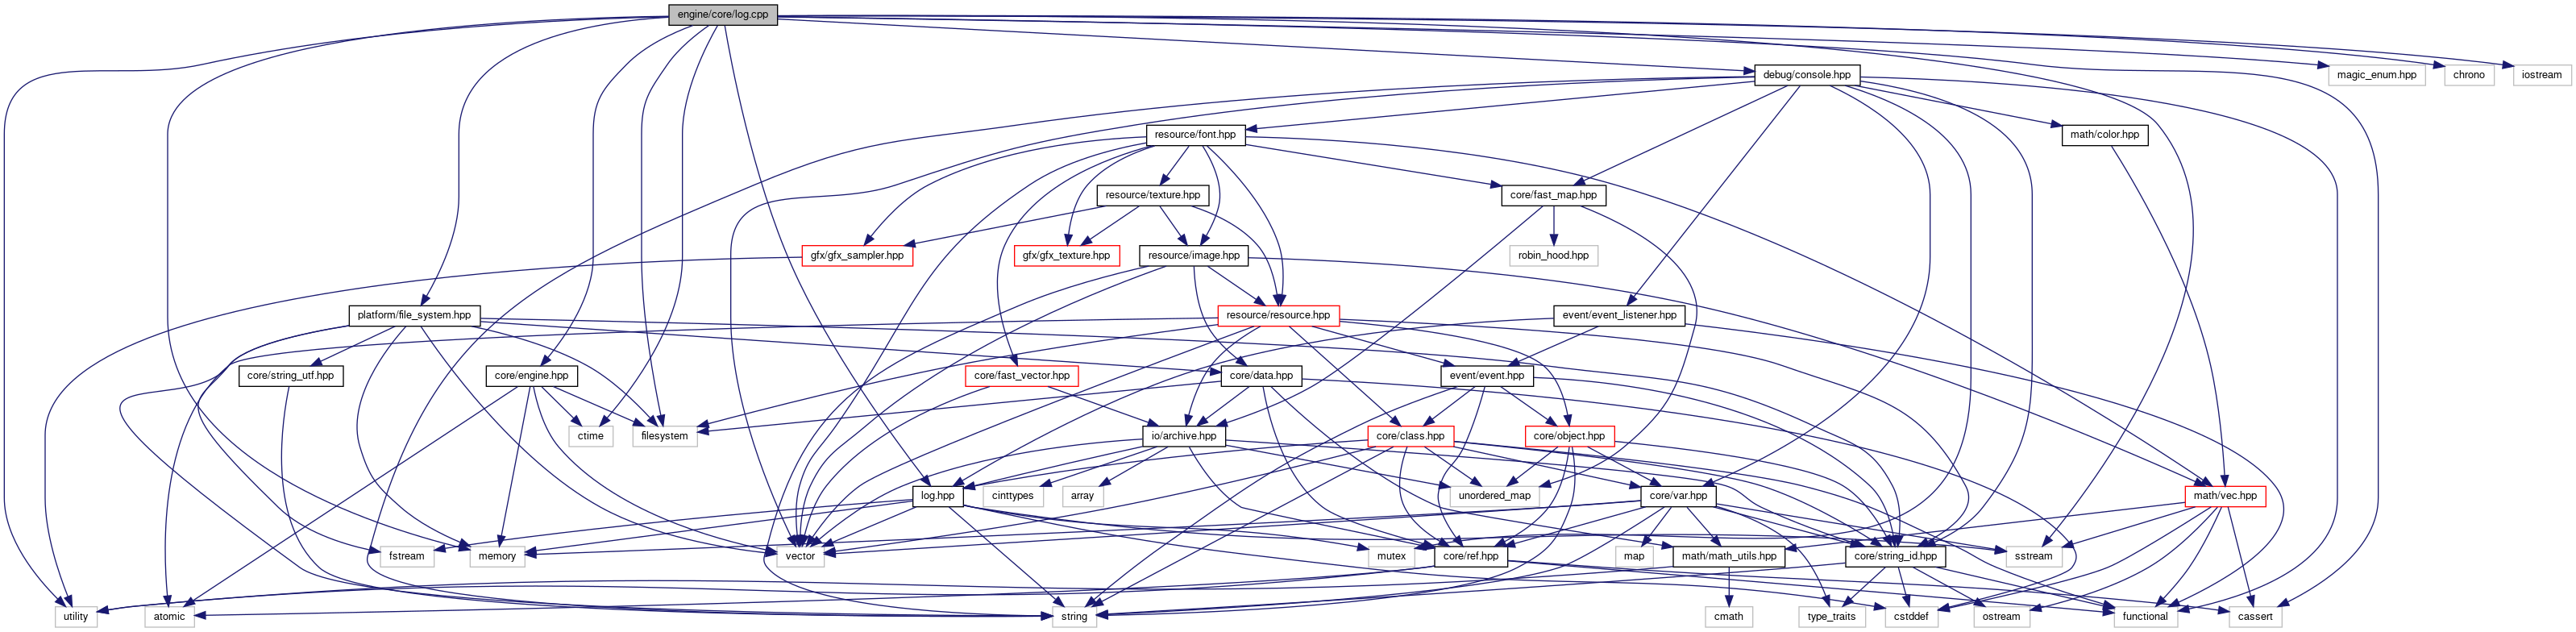 engine/core/log.cpp
debug/console.hpp
magic_enum.hpp
chrono
iostream
resource/font.hpp
math/color.hpp
resource/texture.hpp
core/fast_map.hpp
gfx/gfx_sampler.hpp
gfx/gfx_texture.hpp
resource/image.hpp
robin_hood.hpp
platform/file_system.hpp
resource/resource.hpp
event/event_listener.hpp
core/string_utf.hpp
core/engine.hpp
core/fast_vector.hpp
core/data.hpp
event/event.hpp
ctime
filesystem
io/archive.hpp
core/class.hpp
core/object.hpp
log.hpp
cinttypes
array
unordered_map
core/var.hpp
math/vec.hpp
fstream
memory
vector
mutex
core/ref.hpp
map
math/math_utils.hpp
core/string_id.hpp
sstream
utility
atomic
string
cmath
type_traits
cstddef
ostream
functional
cassert